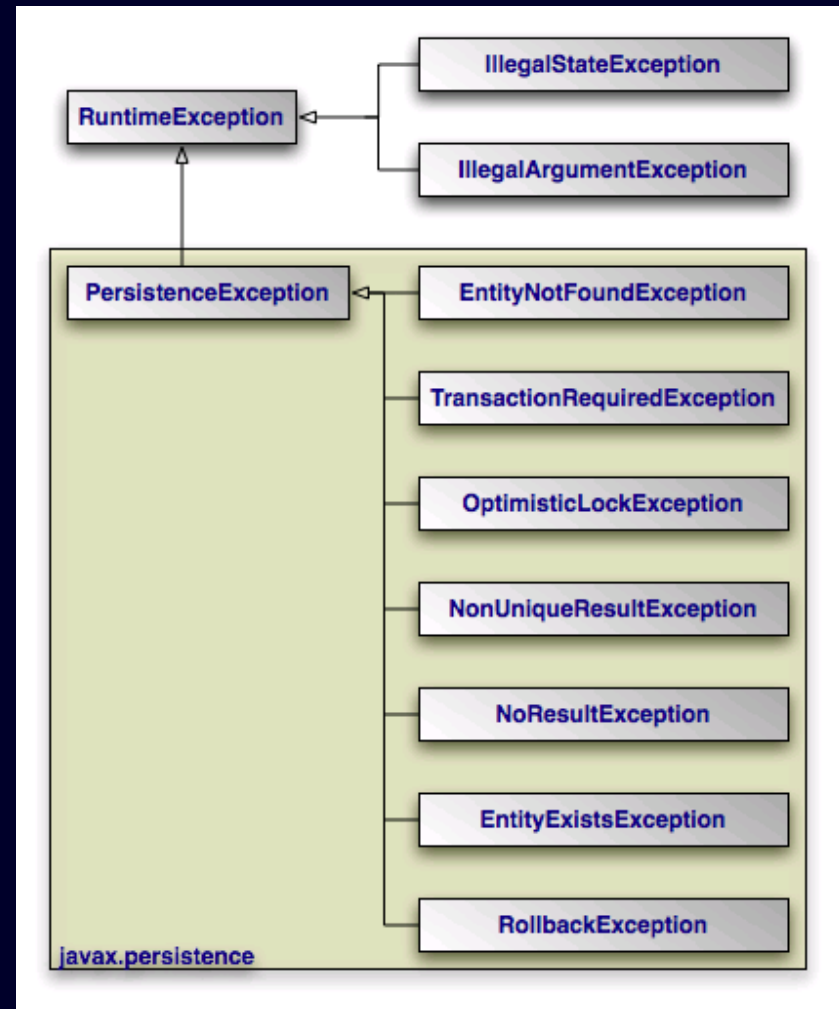 IllegalStateException
RuntimeException
IllegalArgumentException
PersistenceException
EntityNotFoundException
TransactionRequiredException
OptimisticLockException
NonUniqueResultException
NoResultException
EntityExistsException
RollbackException
javax.persistence